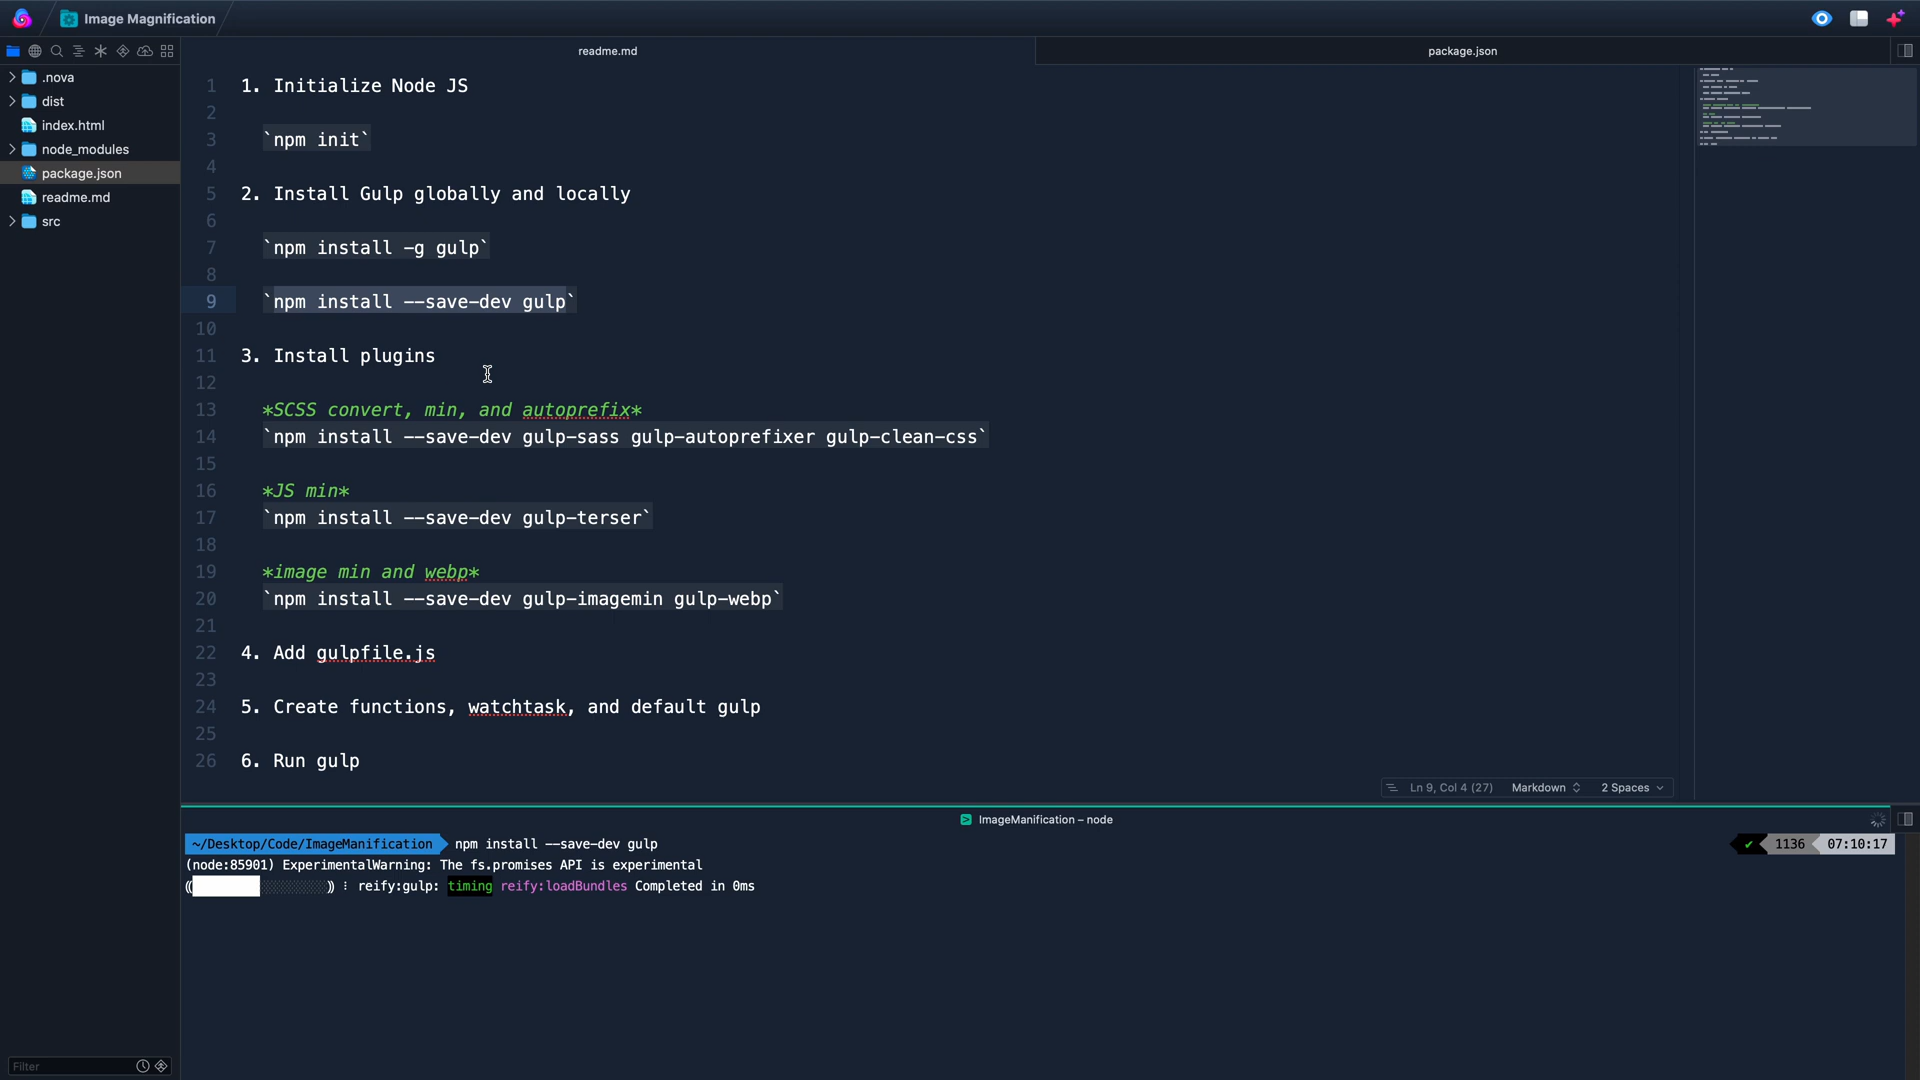 Image Magnification
readme.md
package.json
.nova
dist
index.html
node_modules
package.json
readme.md
src
1 1. Initialize Node JS
2
3 `npm init`
4
5 2. Install Gulp globally and locally
6
7 `npm install -g gulp`
8
9 `npm install --save-dev gulp`
10
11 3. Install plugins
12
13 *SCSS convert, min, and autoprefix*
14 `npm install --save-dev gulp-sass gulp-autoprefixer gulp-clean-css`
15
16 *JS min*
17 `npm install --save-dev gulp-terser`
18
19 *image min and webp*
20 `npm install --save-dev gulp-imagemin gulp-webp`
21
22 4. Add gulpfile.js
23
24 5. Create functions, watchtask, and default gulp
25
26 6. Run gulp
Ln 9, Col 4 (27) Markdown 2 Spaces
ImageManification – node
~/Desktop/Code/ImageManification npm install --save-dev gulp ✔ 1136 07:10:17
(node:85901) ExperimentalWarning: The fs.promises API is experimental
⸨█████████░░░░░░░░░⸩ ⠸ reify:gulp: timing reify:loadBundles Completed in 0ms
Filter